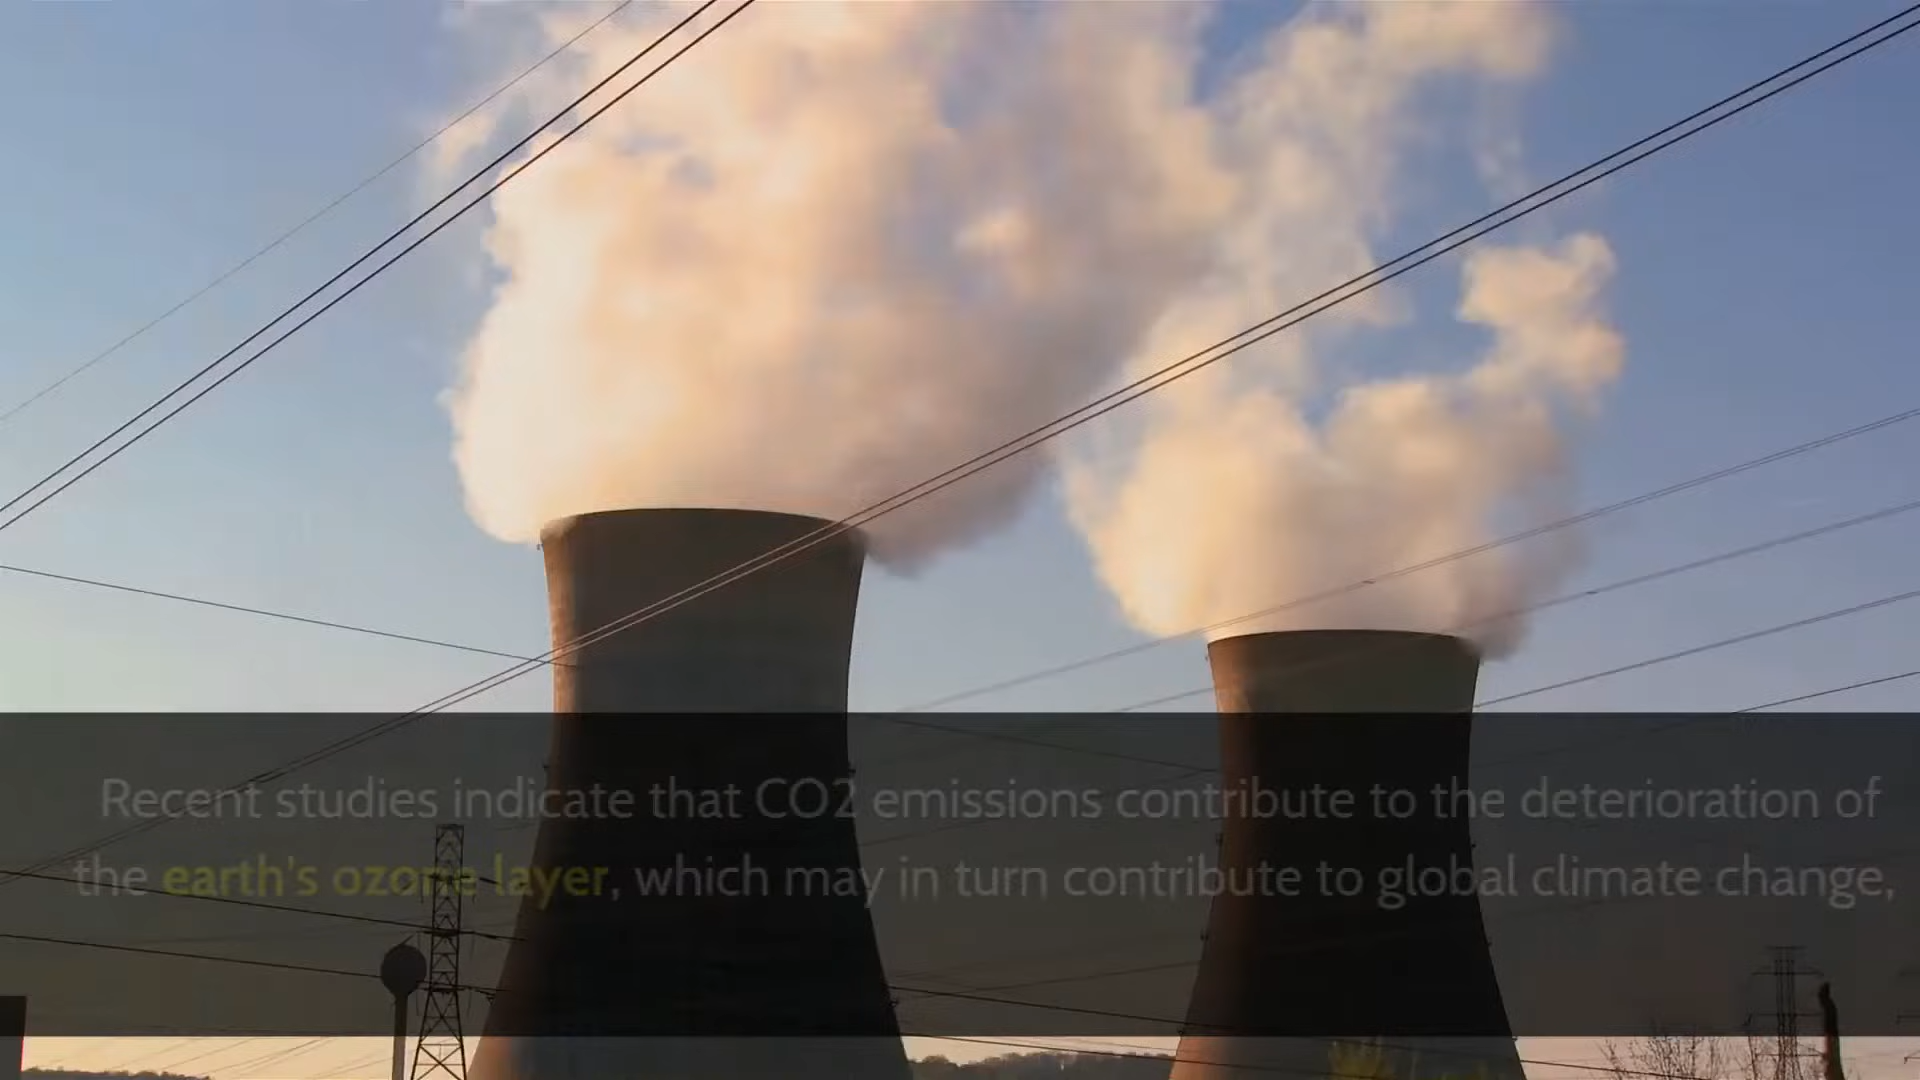 Recent studies indicate that CO2 emissions contribute to the deterioration of
the earth's ozone layer, which may in turn contribute to global climate change,